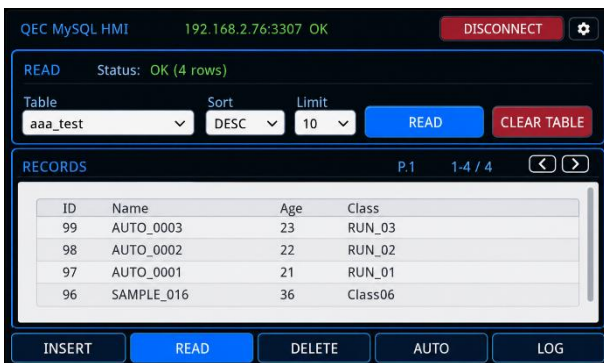 QEC MySQL HMI 192.168.2.76:3307 OK DISCONNECT
READ Status: OK (4 rows)
Table Sort Limit
aaa_test DESC 10 READ CLEAR TABLE
RECORDS P.1 1-4 / 4
ID Name Age Class
99 AUTO_0003 23 RUN_03
98 AUTO_0002 22 RUN_02
97 AUTO_0001 21 RUN_01
96 SAMPLE_016 36 Class06
INSERT READ DELETE AUTO LOG